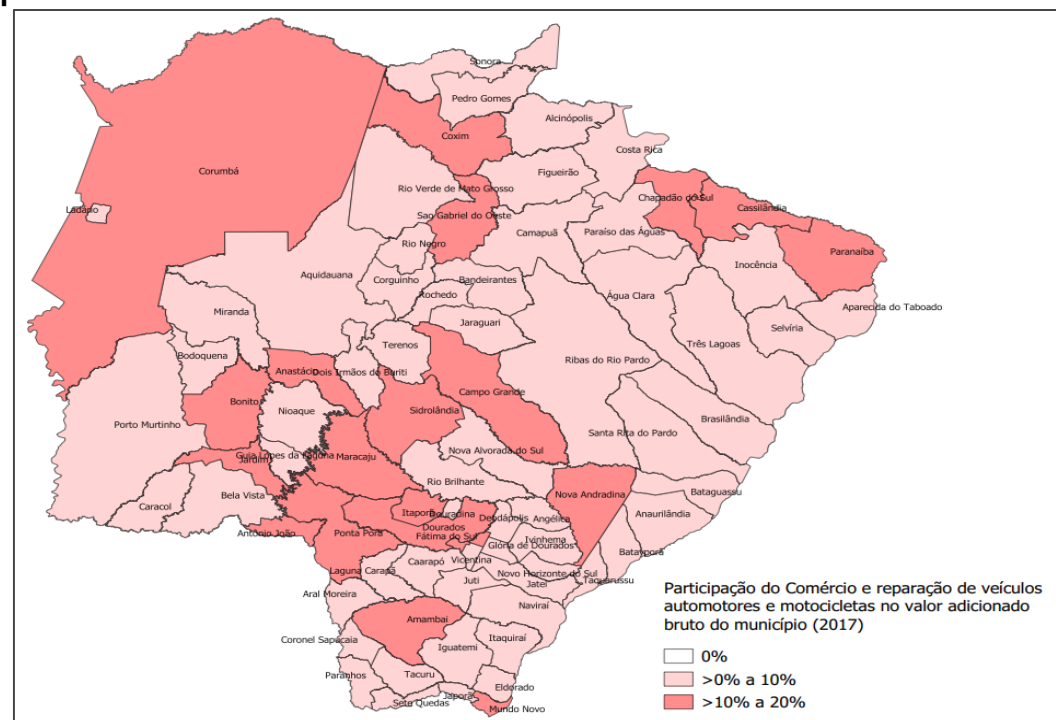 Sonora
Pedro Gomes
Alcinópolis
Coxim
Costa Rica
Corumbá
Figueirão
Rio Verde de Mato Grosso
Chapadão do Sul
Cassilândia
Ladário
Sao Gabriel do Oeste
Camapuã
Paraíso das Águas
Rio Negro
Paranaíba
Inocência
Aquidauana
Corguinho
Bandeirantes
Rochedo
Água Clara
Aparecida do Taboado
Miranda
Jaraguari
Selvíria
Terenos
Três Lagoas
Bodoquena
Ribas do Rio Pardo
Anastácio
Dois Irmãos de Buriti
Campo Grande
Bonito
Nioaque
Sidrolândia
Brasilândia
Porto Murtinho
Santa Rita do Pardo
Nova Alvorada do Sul
Guia Lopes da Laguna
Jardim
Maracaju
Rio Brilhante
Bataguassu
Bela Vista
Nova Andradina
Caracol
Anaurilândia
Itaporã
Douradina
Deodápolis
Angélica
Antônio João
Ponta Porã
Dourados
Fátima do Sul
Ivinhema
Glória de Dourados
Batayporã
Caarapó
Vicentina
Laguna Carapã
Novo Horizonte do Sul
Juti
Jateí
Taquarussu
Aral Moreira
Naviraí
Amambai
Coronel Sapucaia
Iguatemi
Itaquiraí
Paranhos
Tacuru
Eldorado
Sete Quedas
Japorã
Mundo Novo
Participação do Comércio e reparação de veículos
automotores e motocicletas no valor adicionado
bruto do município (2017)
0%
>0% a 10%
>10% a 20%